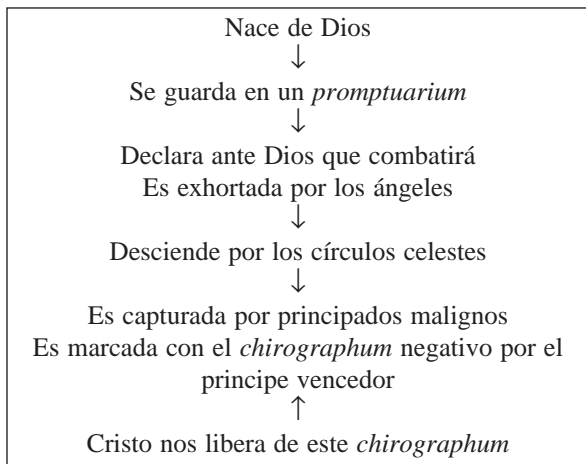 Nace de Dios
↓
Se guarda en un promptuarium
↓
Declara ante Dios que combatirá
Es exhortada por los ángeles
↓
Desciende por los círculos celestes
↓
Es capturada por principados malignos
Es marcada con el chirographum negativo por el
principe vencedor
↑
Cristo nos libera de este chirographum